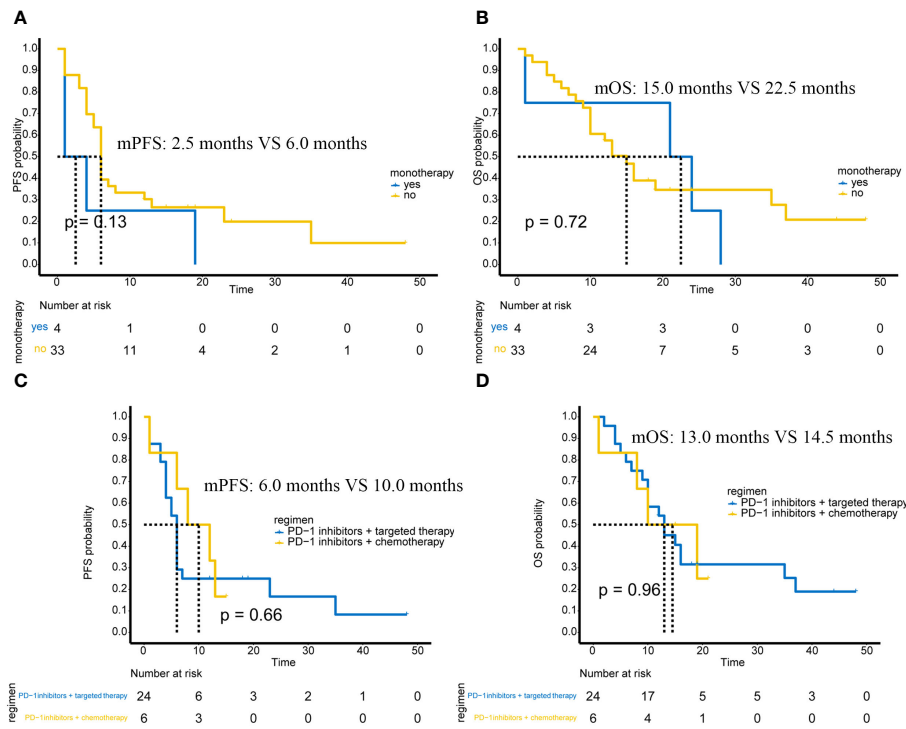 A
1.0
0.9
0.8
0.7
0.6
0.5
0.4
0.3
0.2
0.1
0.0
PFS probability
mPFS: 2.5 months VS 6.0 months
monotherapy
yes
no
p = 0.13
0 10 20 30 40 50
Time
Number at risk
monotherapy
yes 4 1 0 0 0 0
no 33 11 4 2 1 0
B
1.0
0.9
0.8
0.7
0.6
0.5
0.4
0.3
0.2
0.1
0.0
OS probability
mOS: 15.0 months VS 22.5 months
monotherapy
yes
no
p = 0.72
0 10 20 30 40 50
Time
Number at risk
monotherapy
yes 4 3 3 0 0 0
no 33 24 7 5 3 0
C
1.0
0.9
0.8
0.7
0.6
0.5
0.4
0.3
0.2
0.1
0.0
PFS probability
mPFS: 6.0 months VS 10.0 months
regimen
PD-1 inhibitors + targeted therapy
PD-1 inhibitors + chemotherapy
p = 0.66
0 10 20 30 40 50
Time
Number at risk
regimen
PD-1inhibitors + targeted therapy 24 6 3 2 1 0
PD-1inhibitors + chemotherapy 6 3 0 0 0 0
D
1.0
0.9
0.8
0.7
0.6
0.5
0.4
0.3
0.2
0.1
0.0
OS probability
mOS: 13.0 months VS 14.5 months
regimen
PD-1 inhibitors + targeted therapy
PD-1 inhibitors + chemotherapy
p = 0.96
0 10 20 30 40 50
Time
Number at risk
regimen
PD-1inhibitors + targeted therapy 24 17 5 5 3 0
PD-1inhibitors + chemotherapy 6 4 1 0 0 0